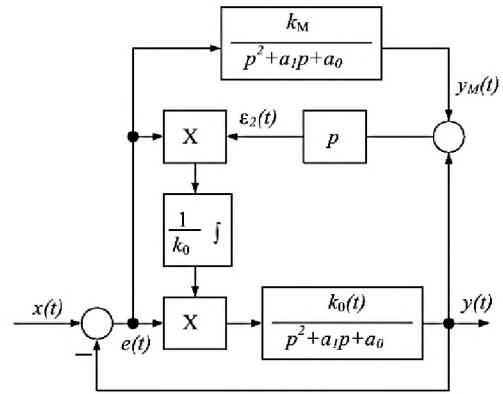 k_M
p²+a₁p+a₀
y_M(t)
ε₂(t)
X
p
1
k₀
∫
x(t)
X
k₀(t)
p²+a₁p+a₀
y(t)
−
e(t)